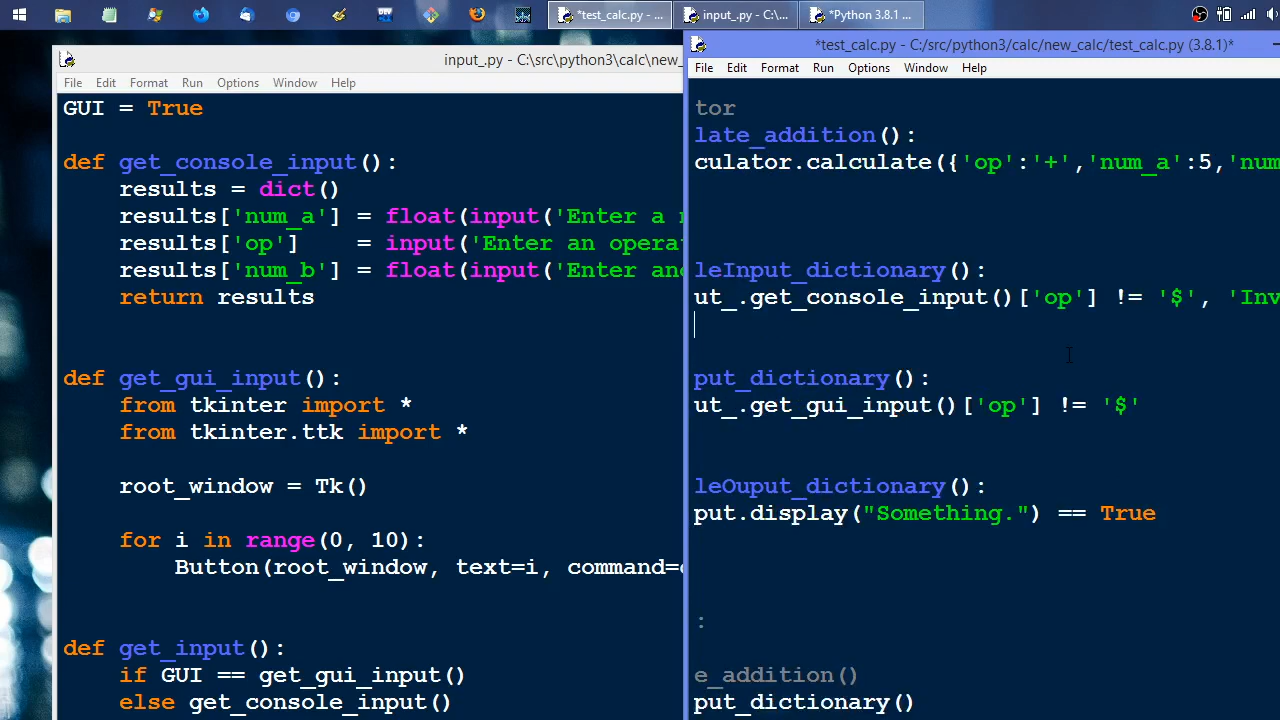 *test_calc.py - ...
input_.py - C:\...
*Python 3.8.1 ...
input_.py - C:\src\python3\calc\new_
File Edit Format Run Options Window Help
GUI = True
def get_console_input():
results = dict()
results['num_a'] = float(input('Enter a
results['op'] = input('Enter an opera
results['num_b'] = float(input('Enter
return results
def get_gui_input():
from tkinter import *
from tkinter.ttk import *
root_window = Tk()
for i in range(0, 10):
Button(root_window, text=i, command=
def get_input():
if GUI == get_gui_input()
else get_console_input()
*test_calc.py - C:/src/python3/calc/new_calc/test_calc.py (3.8.1)*
File Edit Format Run Options Window Help
tor
late_addition():
culator.calculate({'op':'+','num_a':5,'num
leInput_dictionary():
ut_.get_console_input()['op'] != '$', 'Inv
put_dictionary():
ut_.get_gui_input()['op'] != '$'
leOuput_dictionary():
put.display("Something.") == True
:
e_addition()
put_dictionary()